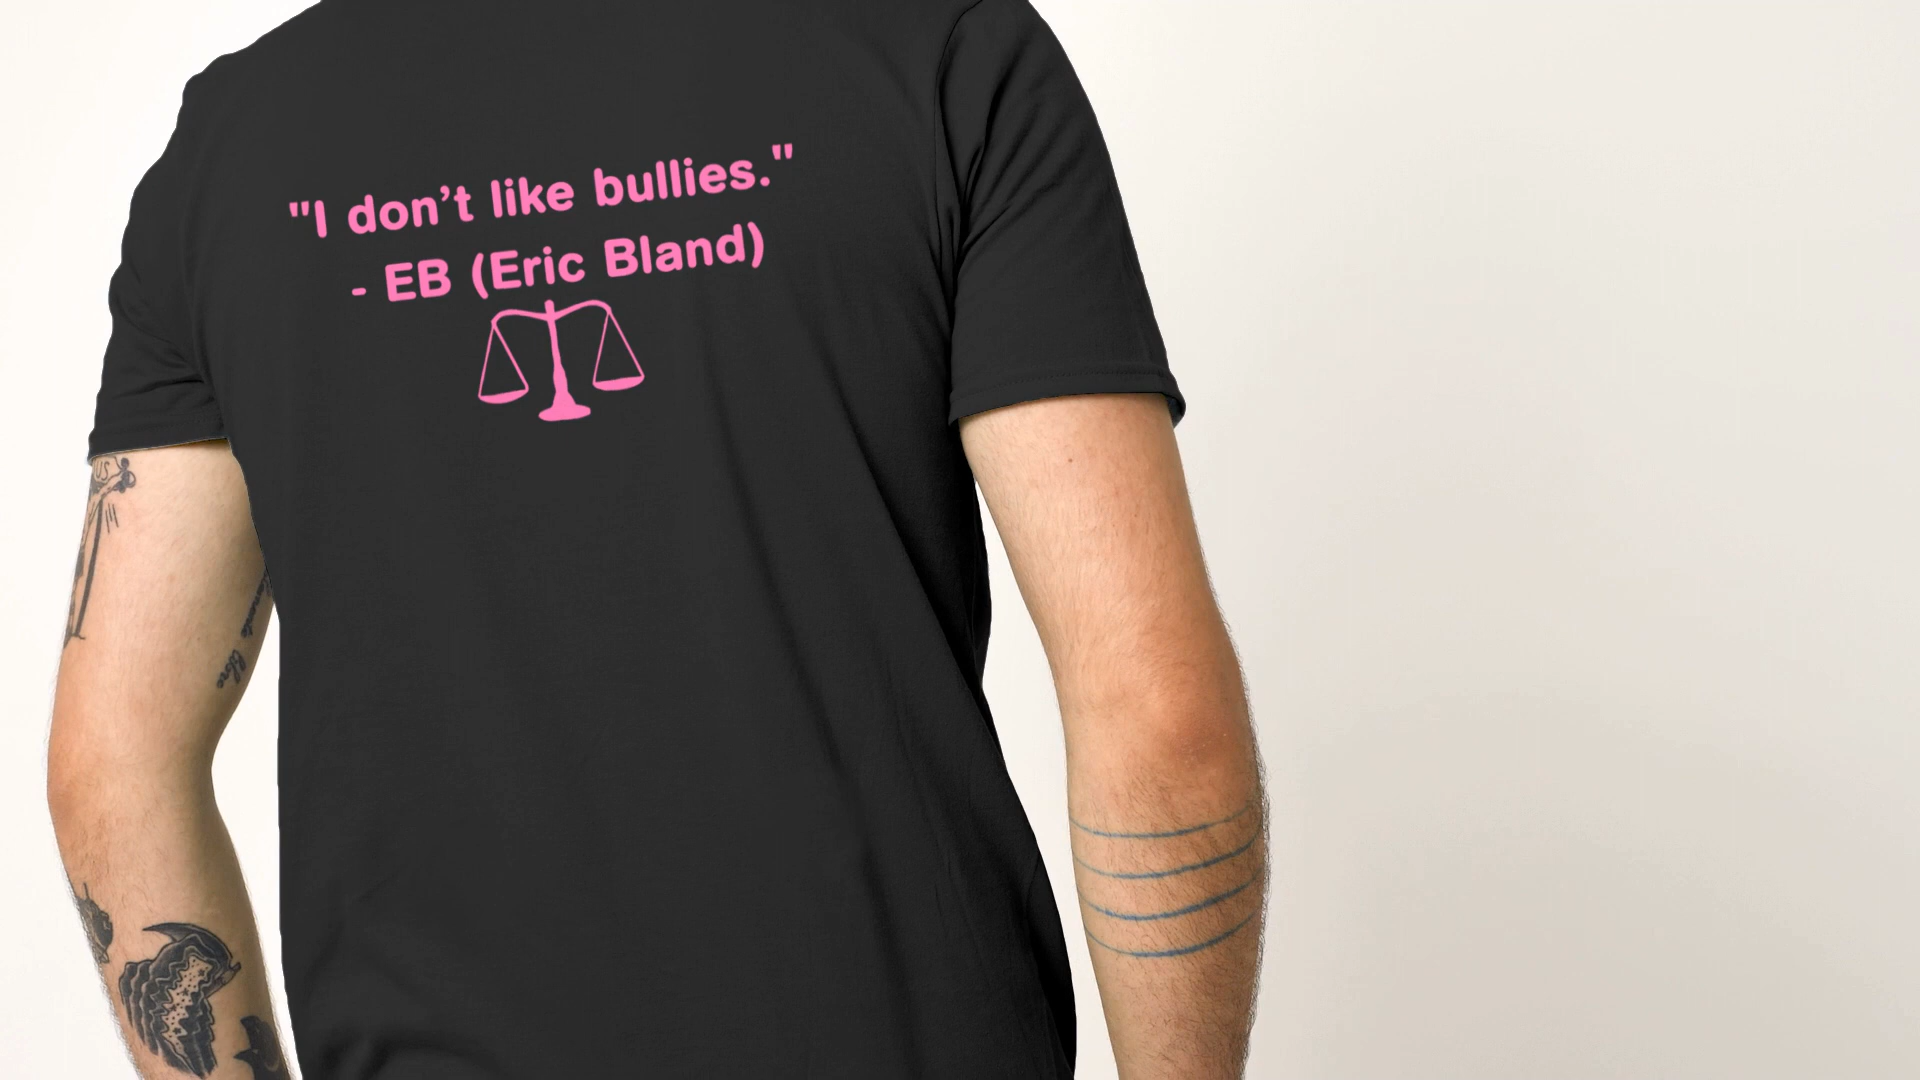 "I don’t like bullies."
- EB (Eric Bland)